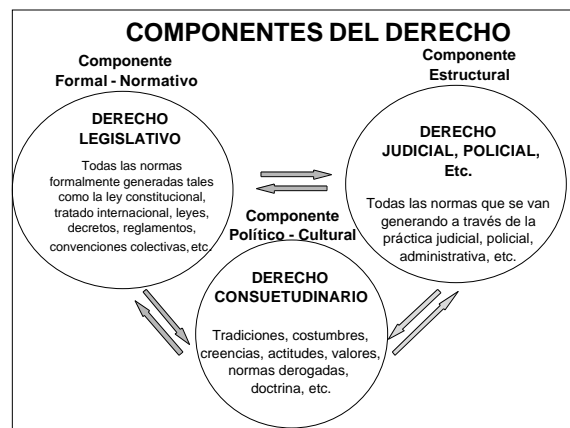 COMPONENTES DEL DERECHO
Componente
Formal - Normativo
DERECHO
LEGISLATIVO
Todas las normas
formalmente generadas tales
como la ley constitucional,
tratado internacional, leyes,
decretos, reglamentos,
convenciones colectivas, etc.
Componente
Estructural
DERECHO
JUDICIAL, POLICIAL,
Etc.
Todas las normas que se van
generando a través de la
práctica judicial, policial,
administrativa, etc.
Componente
Político - Cultural
DERECHO
CONSUETUDINARIO
Tradiciones, costumbres,
creencias, actitudes, valores,
normas derogadas,
doctrina, etc.